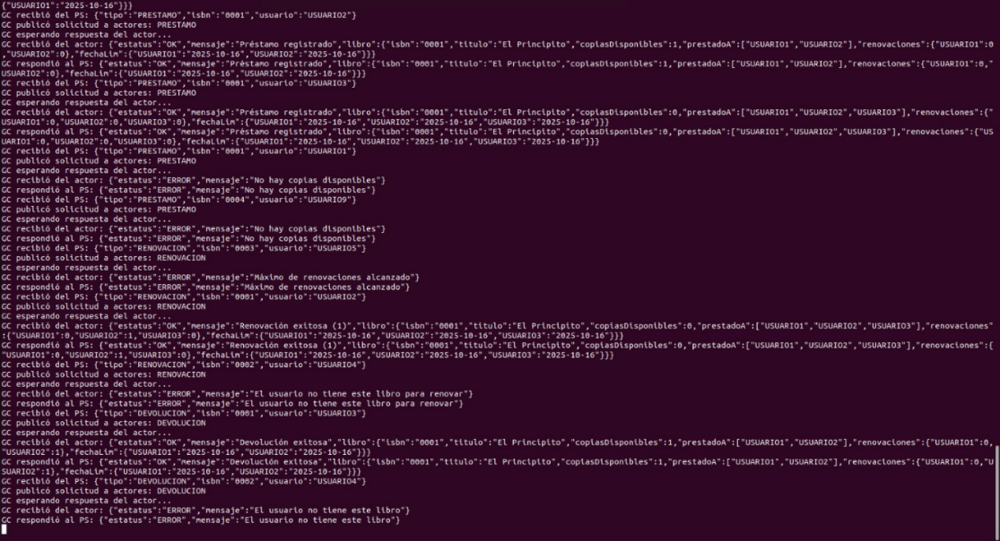 {"USUARIO1":"2025-10-16"}}}
GC recibió del PS: {"tipo":"PRESTAMO","isbn":"0001","usuario":"USUARIO2"}
GC publicó solicitud a actores: PRESTAMO
GC esperando respuesta del actor...
GC recibió del actor: {"estatus":"OK","mensaje":"Préstamo registrado","libro":{"isbn":"0001","titulo":"El Principito","copiasDisponibles":1,"prestadoA":["USUARIO1","USUARIO2"],"renovaciones":{"USUARIO1":0
,"USUARIO2":0},"fechaLim":{"USUARIO1":"2025-10-16","USUARIO2":"2025-10-16"}}}
GC respondió al PS: {"estatus":"OK","mensaje":"Préstamo registrado","libro":{"isbn":"0001","titulo":"El Principito","copiasDisponibles":1,"prestadoA":["USUARIO1","USUARIO2"],"renovaciones":{"USUARIO1":0,"
USUARIO2":0},"fechaLim":{"USUARIO1":"2025-10-16","USUARIO2":"2025-10-16"}}}
GC recibió del PS: {"tipo":"PRESTAMO","isbn":"0001","usuario":"USUARIO3"}
GC publicó solicitud a actores: PRESTAMO
GC esperando respuesta del actor...
GC recibió del actor: {"estatus":"OK","mensaje":"Préstamo registrado","libro":{"isbn":"0001","titulo":"El Principito","copiasDisponibles":0,"prestadoA":["USUARIO1","USUARIO2","USUARIO3"],"renovaciones":{"
USUARIO1":0,"USUARIO2":0,"USUARIO3":0},"fechaLim":{"USUARIO1":"2025-10-16","USUARIO2":"2025-10-16","USUARIO3":"2025-10-16"}}}
GC respondió al PS: {"estatus":"OK","mensaje":"Préstamo registrado","libro":{"isbn":"0001","titulo":"El Principito","copiasDisponibles":0,"prestadoA":["USUARIO1","USUARIO2","USUARIO3"],"renovaciones":{"US
UARIO1":0,"USUARIO2":0,"USUARIO3":0},"fechaLim":{"USUARIO1":"2025-10-16","USUARIO2":"2025-10-16","USUARIO3":"2025-10-16"}}}
GC recibió del PS: {"tipo":"PRESTAMO","isbn":"0001","usuario":"USUARIO1"}
GC publicó solicitud a actores: PRESTAMO
GC esperando respuesta del actor...
GC recibió del actor: {"estatus":"ERROR","mensaje":"No hay copias disponibles"}
GC respondió al PS: {"estatus":"ERROR","mensaje":"No hay copias disponibles"}
GC recibió del PS: {"tipo":"PRESTAMO","isbn":"0004","usuario":"USUARIO9"}
GC publicó solicitud a actores: PRESTAMO
GC esperando respuesta del actor...
GC recibió del actor: {"estatus":"ERROR","mensaje":"No hay copias disponibles"}
GC respondió al PS: {"estatus":"ERROR","mensaje":"No hay copias disponibles"}
GC recibió del PS: {"tipo":"RENOVACION","isbn":"0003","usuario":"USUARIO5"}
GC publicó solicitud a actores: RENOVACION
GC esperando respuesta del actor...
GC recibió del actor: {"estatus":"ERROR","mensaje":"Máximo de renovaciones alcanzado"}
GC respondió al PS: {"estatus":"ERROR","mensaje":"Máximo de renovaciones alcanzado"}
GC recibió del PS: {"tipo":"RENOVACION","isbn":"0001","usuario":"USUARIO2"}
GC publicó solicitud a actores: RENOVACION
GC esperando respuesta del actor...
GC recibió del actor: {"estatus":"OK","mensaje":"Renovación exitosa (1)","libro":{"isbn":"0001","titulo":"El Principito","copiasDisponibles":0,"prestadoA":["USUARIO1","USUARIO2","USUARIO3"],"renovaciones"
:{"USUARIO1":0,"USUARIO2":1,"USUARIO3":0},"fechaLim":{"USUARIO1":"2025-10-16","USUARIO2":"2025-10-16","USUARIO3":"2025-10-16"}}}
GC respondió al PS: {"estatus":"OK","mensaje":"Renovación exitosa (1)","libro":{"isbn":"0001","titulo":"El Principito","copiasDisponibles":0,"prestadoA":["USUARIO1","USUARIO2","USUARIO3"],"renovaciones":{
"USUARIO1":0,"USUARIO2":1,"USUARIO3":0},"fechaLim":{"USUARIO1":"2025-10-16","USUARIO2":"2025-10-16","USUARIO3":"2025-10-16"}}}
GC recibió del PS: {"tipo":"RENOVACION","isbn":"0002","usuario":"USUARIO4"}
GC publicó solicitud a actores: RENOVACION
GC esperando respuesta del actor...
GC recibió del actor: {"estatus":"ERROR","mensaje":"El usuario no tiene este libro para renovar"}
GC respondió al PS: {"estatus":"ERROR","mensaje":"El usuario no tiene este libro para renovar"}
GC recibió del PS: {"tipo":"DEVOLUCION","isbn":"0001","usuario":"USUARIO3"}
GC publicó solicitud a actores: DEVOLUCION
GC esperando respuesta del actor...
GC recibió del actor: {"estatus":"OK","mensaje":"Devolución exitosa","libro":{"isbn":"0001","titulo":"El Principito","copiasDisponibles":1,"prestadoA":["USUARIO1","USUARIO2"],"renovaciones":{"USUARIO1":0,
"USUARIO2":1},"fechaLim":{"USUARIO1":"2025-10-16","USUARIO2":"2025-10-16"}}}
GC respondió al PS: {"estatus":"OK","mensaje":"Devolución exitosa","libro":{"isbn":"0001","titulo":"El Principito","copiasDisponibles":1,"prestadoA":["USUARIO1","USUARIO2"],"renovaciones":{"USUARIO1":0,"U
SUARIO2":1},"fechaLim":{"USUARIO1":"2025-10-16","USUARIO2":"2025-10-16"}}}
GC recibió del PS: {"tipo":"DEVOLUCION","isbn":"0002","usuario":"USUARIO4"}
GC publicó solicitud a actores: DEVOLUCION
GC esperando respuesta del actor...
GC recibió del actor: {"estatus":"ERROR","mensaje":"El usuario no tiene este libro"}
GC respondió al PS: {"estatus":"ERROR","mensaje":"El usuario no tiene este libro"}